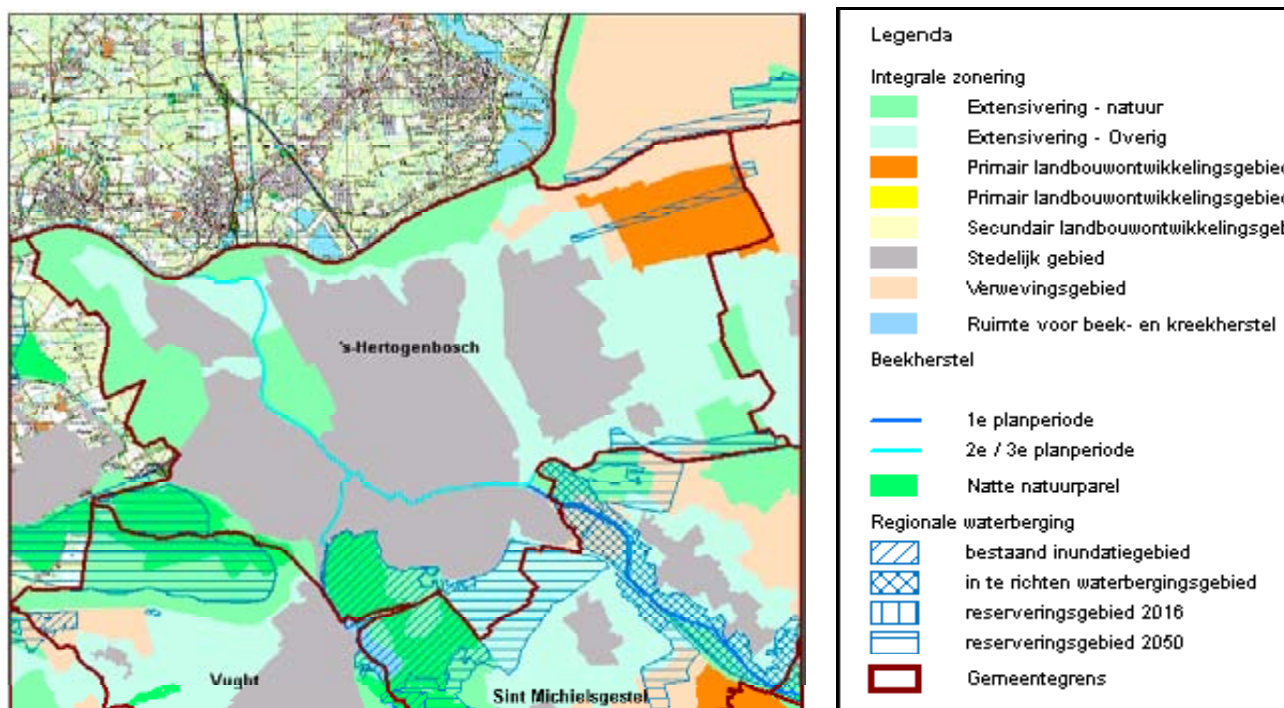 's-Hertogenbosch
Vught
Sint Michielsgestel
Legenda
Integrale zonering
Extensivering - natuur
Extensivering - Overig
Primair landbouwontwikkelingsgebied
Primair landbouwontwikkelingsgebied
Secundair landbouwontwikkelingsgeb
Stedelijk gebied
Verwevingsgebied
Ruimte voor beek- en kreekherstel
Beekherstel
1e planperiode
2e / 3e planperiode
Natte natuurparel
Regionale waterberging
bestaand inundatiegebied
in te richten waterbergingsgebied
reserveringsgebied 2016
reserveringsgebied 2050
Gemeentegrens